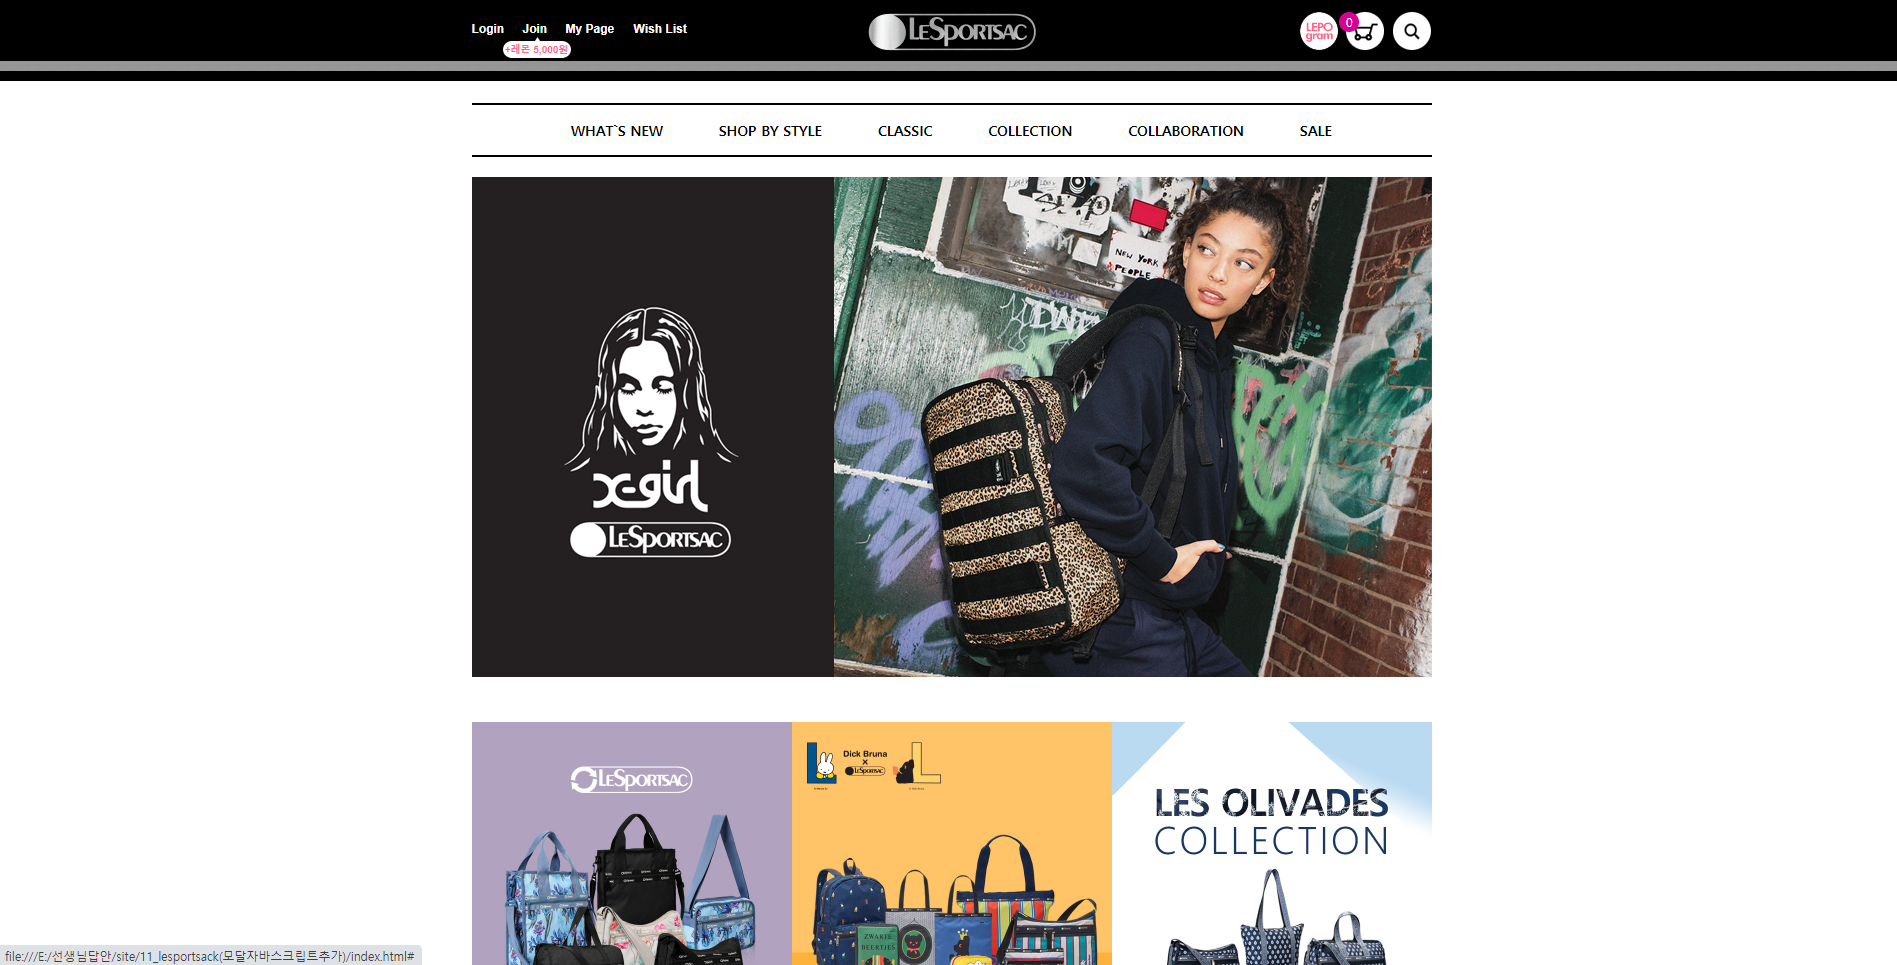 Login Join My Page Wish List
+레몬 5,000원
LESPORTSAC
LEPO
gram
0
WHAT`S NEW SHOP BY STYLE CLASSIC COLLECTION COLLABORATION SALE
NEW YORK
PEOPLE
X-girl
LESPORTSAC
LESPORTSAC
L Dick Bruna L
X
LESPORTSAC
LES OLIVADES
COLLECTION
ZWARTE
BEERTJES
file:///E:/선생님답안/site/11_lesportsack(모달자바스크립트추가)/index.html#